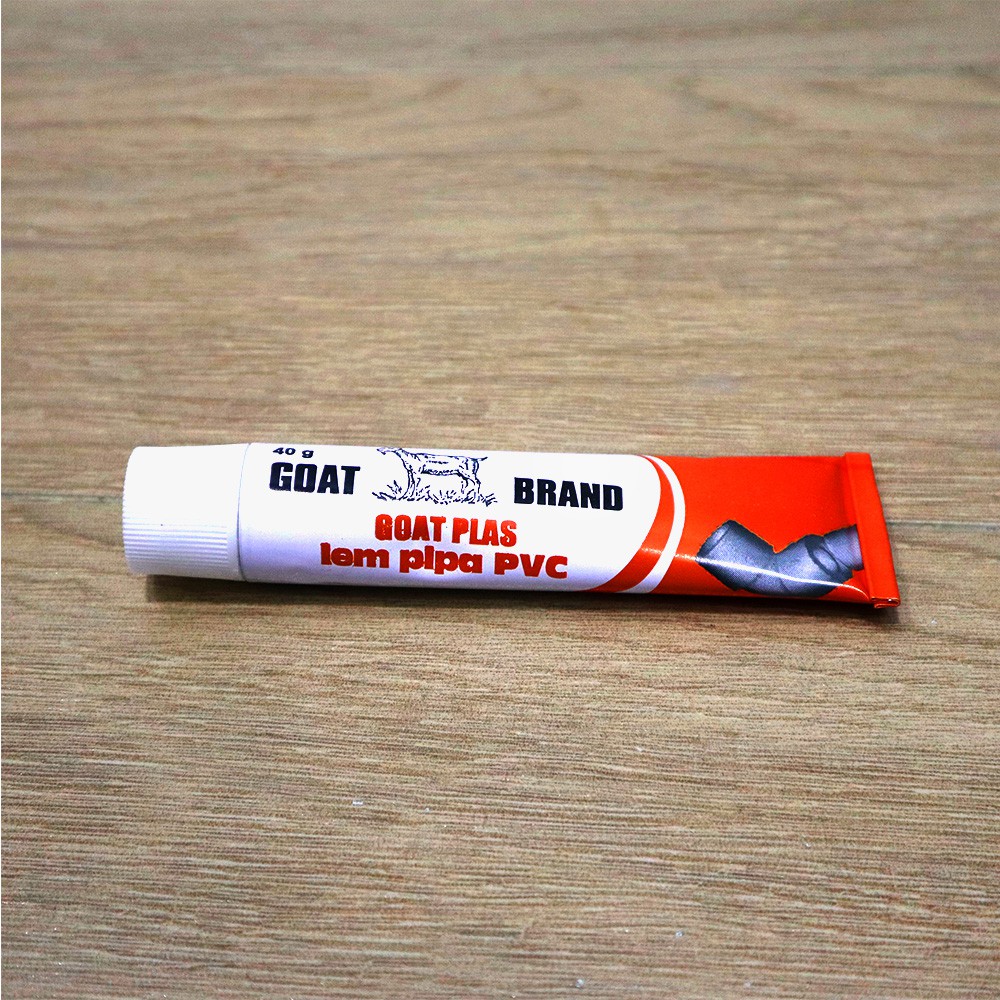 40 g
GOAT BRAND
GOAT PLAS
lem pipa PVC